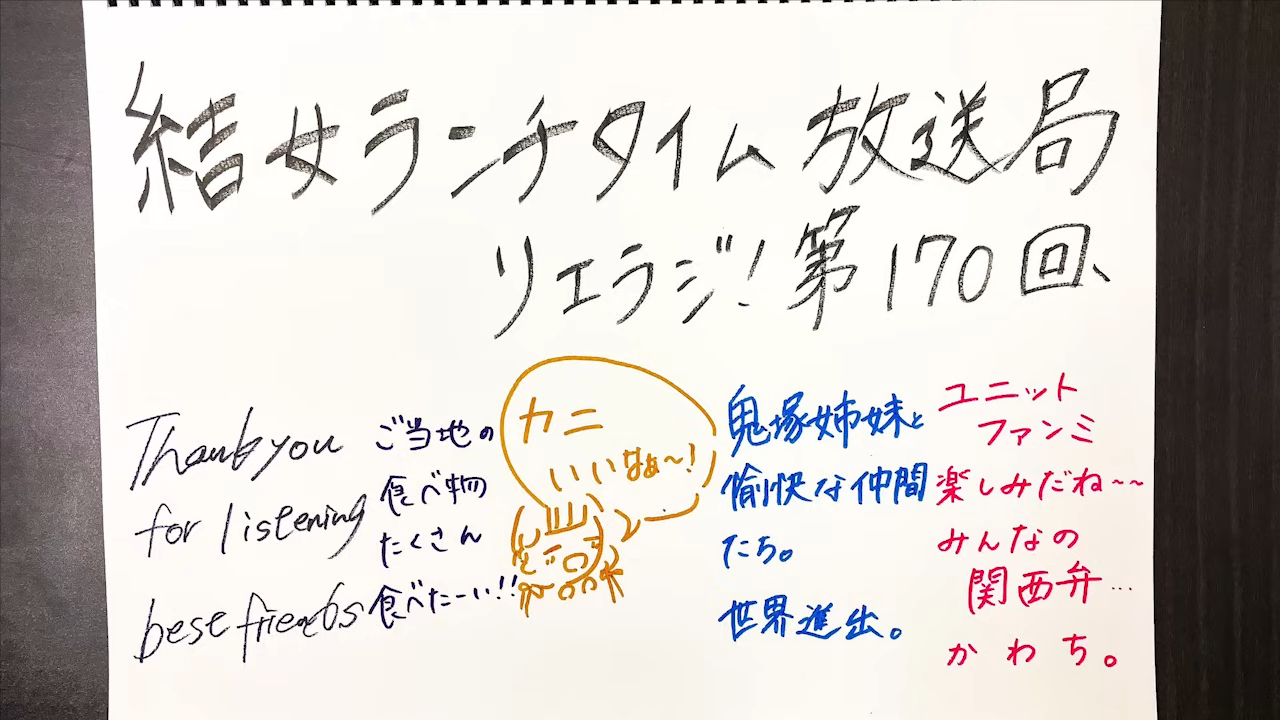 結女ランチタイム放送局
リエラジ!第170回、
Thank you
for listening
best friends
ご当地の
食べ物
たくさん
食べたーい!!
カニ
いいなぁ〜!
鬼塚姉妹と
愉快な仲間
たち。
世界進出。
ユニット
ファンミ
楽しみだね〜〜
みんなの
関西弁…
かわち。